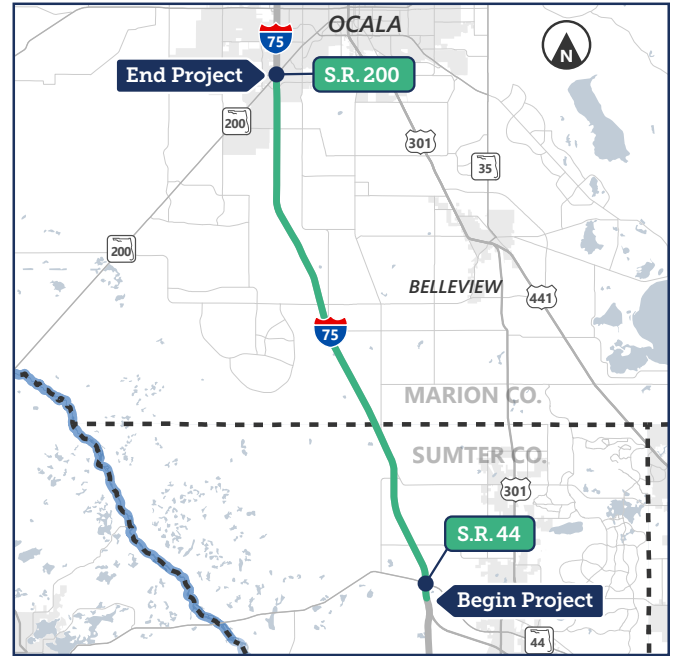 OCALA
75
End Project
S.R. 200
N
200
301
35
200
BELLEVIEW
441
75
MARION CO.
SUMTER CO.
301
S.R. 44
Begin Project
44